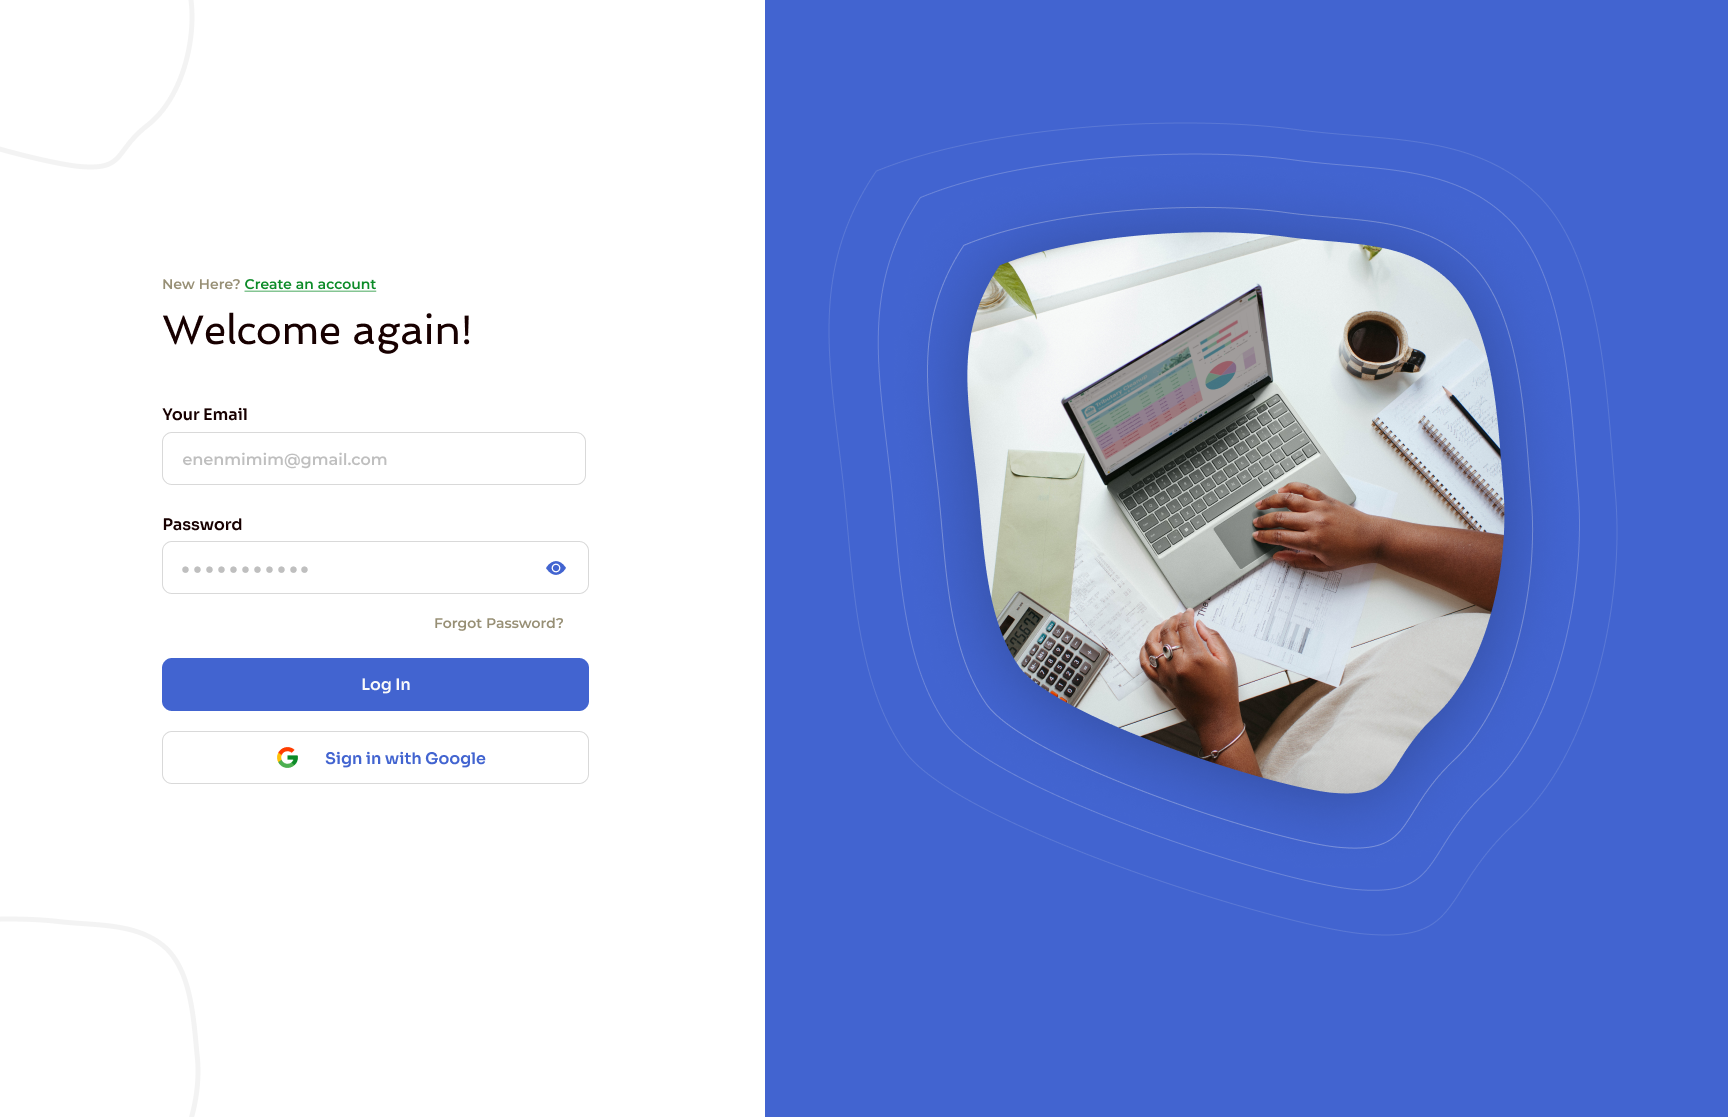 New Here? Create an account
Welcome again!
Your Email
enenmimim@gmail.com
Password
Forgot Password?
Log In
Sign in with Google